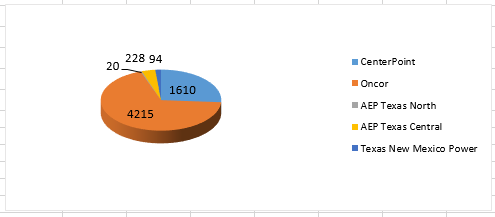 228 94
20
1610
4215
CenterPoint
Oncor
AEP Texas North
AEP Texas Central
Texas New Mexico Power